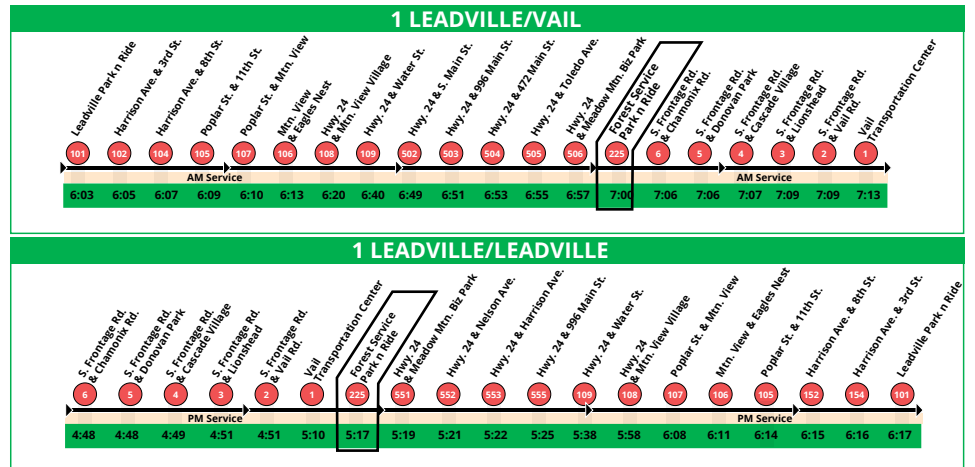 1 LEADVILLE/VAIL
Leadville Park n Ride
Harrison Ave. & 3rd St.
Harrison Ave. & 8th St.
Poplar St. & 11th St.
Poplar St. & Mtn. View
Mtn. View
& Eagles Nest
Hwy. 24
& Mtn. View Village
Hwy. 24 & Water St.
Hwy. 24 & S. Main St.
Hwy. 24 & 996 Main St.
Hwy. 24 & 472 Main St.
Hwy. 24 & Toledo Ave.
Hwy. 24
& Meadow Mtn. Biz Park
Forest Service
Park n Ride
S. Frontage Rd.
& Chamonix Rd.
S. Frontage Rd.
& Donovan Park
S. Frontage Rd.
& Cascade Village
S. Frontage Rd.
& Lionshead
S. Frontage Rd.
& Vail Rd.
Vail
Transportation Center
101 102 104 105 107 106 108 109 502 503 504 505 506 225 6 5 4 3 2 1
AM Service AM Service
6:03 6:05 6:07 6:09 6:10 6:13 6:20 6:40 6:49 6:51 6:53 6:55 6:57 7:00 7:06 7:06 7:07 7:09 7:09 7:13
1 LEADVILLE/LEADVILLE
S. Frontage Rd.
& Chamonix Rd.
S. Frontage Rd.
& Donovan Park
S. Frontage Rd.
& Cascade Village
S. Frontage Rd.
& Lionshead
S. Frontage Rd.
& Vail Rd.
Vail
Transportation Center
Forest Service
Park n Ride
Hwy. 24
& Meadow Mtn. Biz Park
Hwy. 24 & Nelson Ave.
Hwy. 24 & Harrison Ave.
Hwy. 24 & 996 Main St.
Hwy. 24 & Water St.
Hwy. 24
& Mtn. View Village
Poplar St. & Mtn. View
Mtn. View & Eagles Nest
Poplar St. & 11th St.
Harrison Ave. & 8th St.
Harrison Ave. & 3rd St.
Leadville Park n Ride
6 5 4 3 2 1 225 551 552 553 555 109 108 107 106 105 152 154 101
PM Service PM Service
4:48 4:48 4:49 4:51 4:51 5:10 5:17 5:19 5:21 5:22 5:25 5:38 5:58 6:08 6:11 6:14 6:15 6:16 6:17